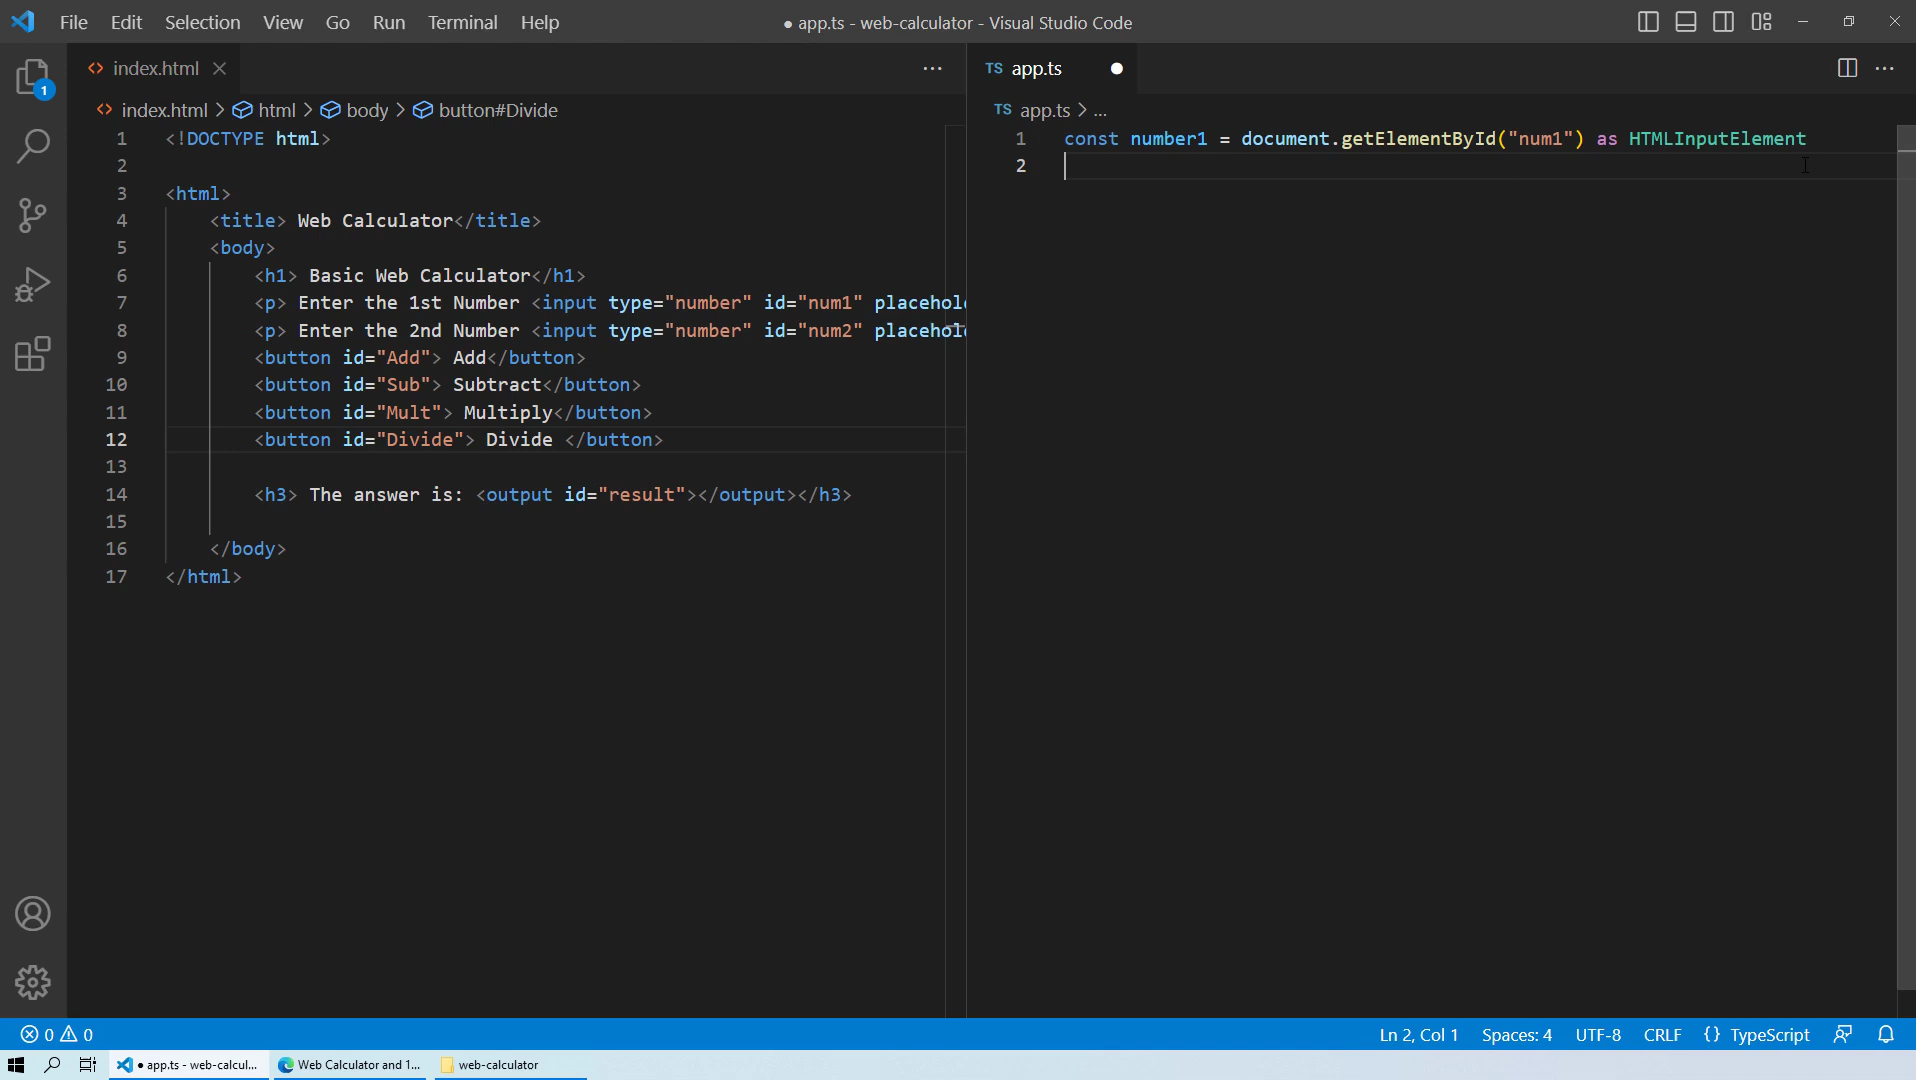 File Edit Selection View Go Run Terminal Help
● app.ts - web-calculator - Visual Studio Code
index.html
TS app.ts
index.html > html > body > button#Divide
TS app.ts > ...
1 <!DOCTYPE html>
2
3 <html>
4 <title> Web Calculator</title>
5 <body>
6 <h1> Basic Web Calculator</h1>
7 <p> Enter the 1st Number <input type="number" id="num1" placehol
8 <p> Enter the 2nd Number <input type="number" id="num2" placehol
9 <button id="Add"> Add</button>
10 <button id="Sub"> Subtract</button>
11 <button id="Mult"> Multiply</button>
12 <button id="Divide"> Divide </button>
13
14 <h3> The answer is: <output id="result"></output></h3>
15
16 </body>
17 </html>
1 const number1 = document.getElementById("num1") as HTMLInputElement
2
1
0 0
Ln 2, Col 1 Spaces: 4 UTF-8 CRLF {} TypeScript
● app.ts - web-calcul... Web Calculator and 1... web-calculator